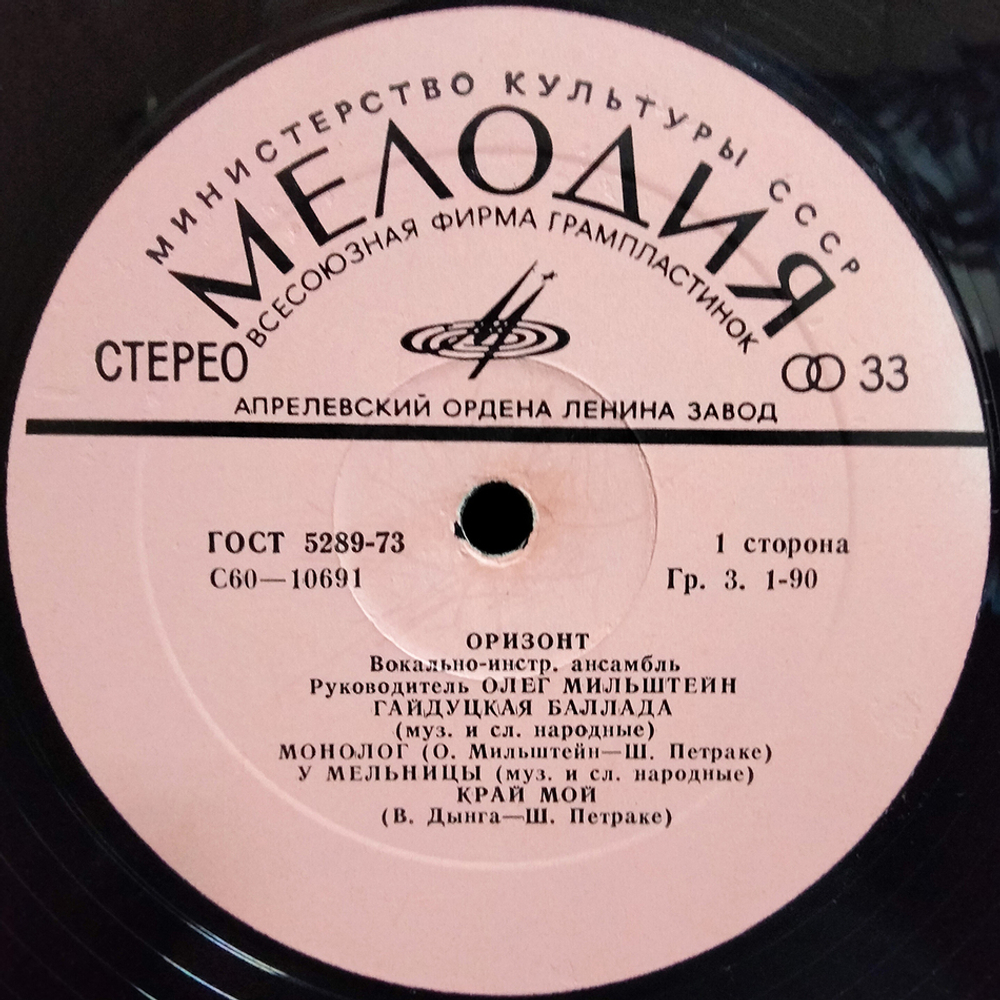 МИНИСТЕРСТВО КУЛЬТУРЫ СССР
МЕЛОДИЯ
ВСЕСОЮЗНАЯ ФИРМА ГРАМПЛАСТИНОК
СТЕРЕО
33
АПРЕЛЕВСКИЙ ОРДЕНА ЛЕНИНА ЗАВОД
ГОСТ 5289-73
1 сторона
С60—10691
Гр. 3. 1-90
ОРИЗОНТ
Вокально-инстр. ансамбль
Руководитель ОЛЕГ МИЛЬШТЕЙН
ГАЙДУЦКАЯ БАЛЛАДА
(муз. и сл. народные)
МОНОЛОГ (О. Мильштейн—Ш. Петраке)
У МЕЛЬНИЦЫ (муз. и сл. народные)
КРАЙ МОЙ
(В. Дынга—Ш. Петраке)